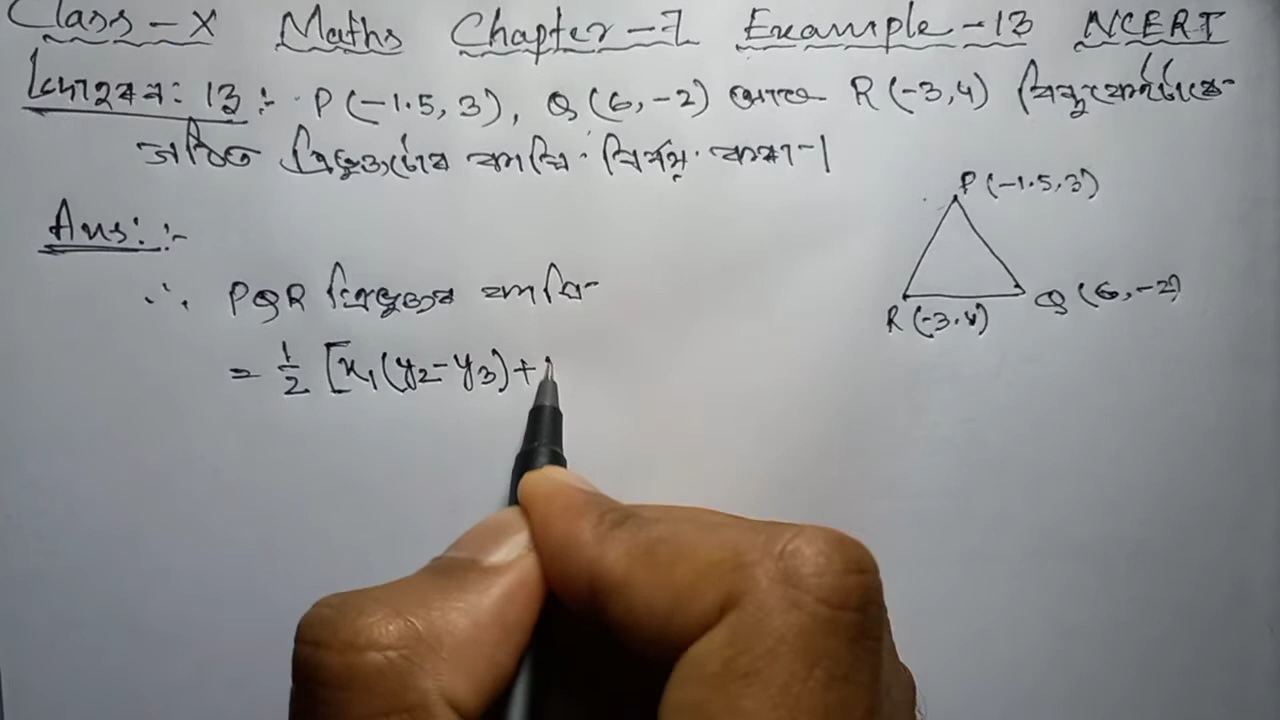 Class - X Maths Chapter - 7 Example - 13 NCERT
উদাহৰণ: 13 :- P (-1.5, 3), Q (6, -2) আৰু R (-3, 4) বিন্দুকেইটাৰে-
গঠিত ত্ৰিভুজটোৰ কালি নিৰ্ণয় কৰা-।
P (-1.5, 3)
Ans: :-
∴ PQR ত্ৰিভুজৰ কালি-
Q (6, -2)
R (-3, 4)
= 1/2 [x₁(y₂-y₃)+